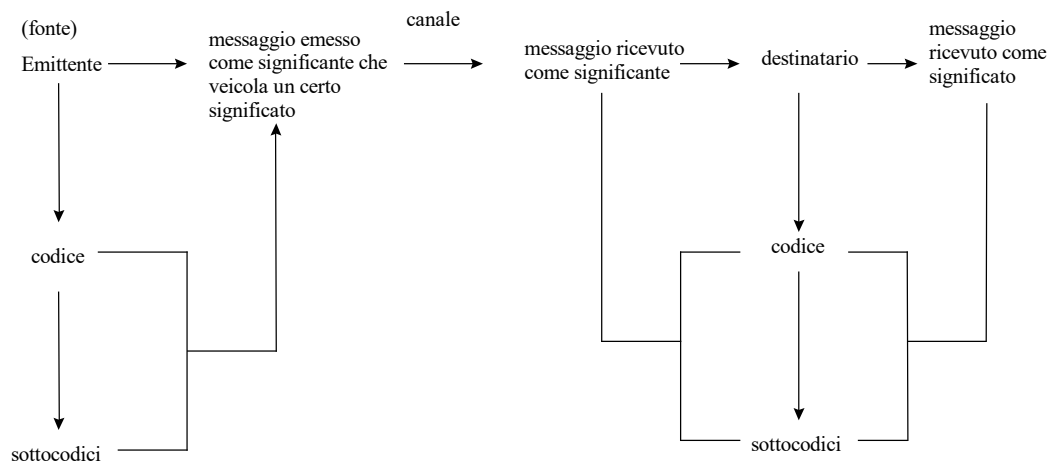 (fonte)
Emittente
messaggio emesso
come significante che
veicola un certo
significato
canale
messaggio ricevuto
come significante
destinatario
messaggio
ricevuto come
significato
codice
sottocodici
codice
sottocodici